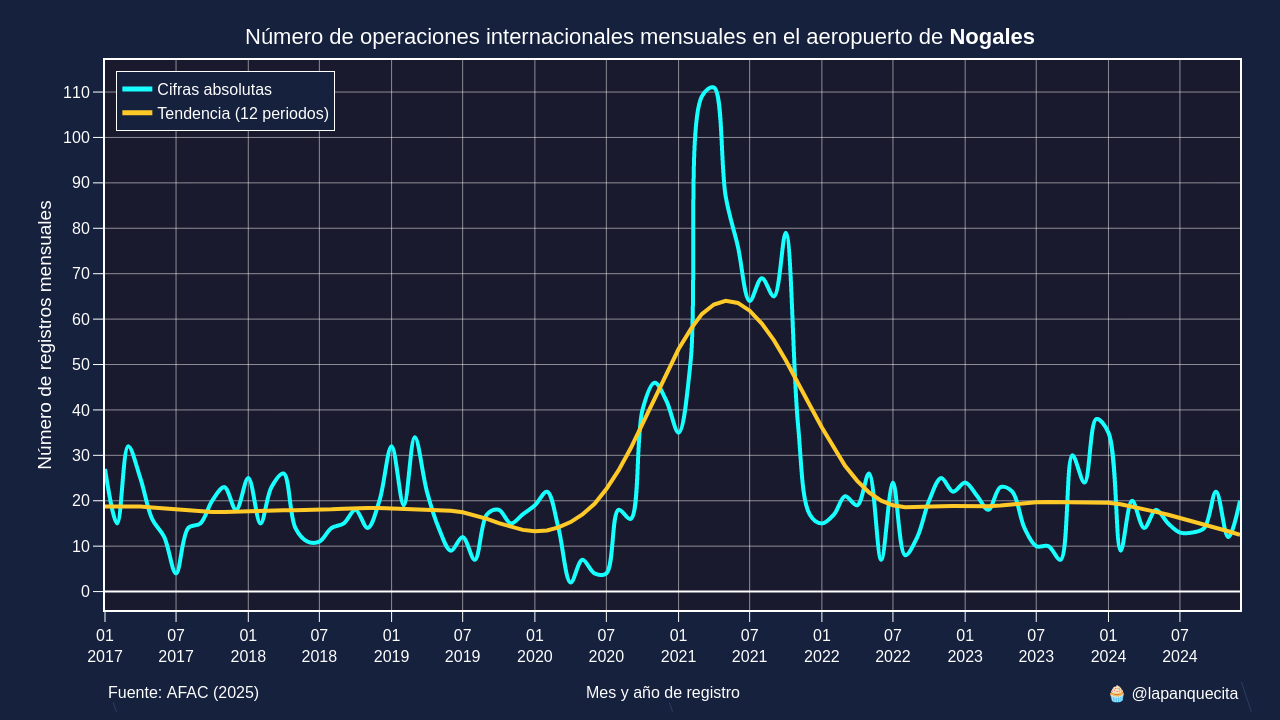 Número de operaciones internacionales mensuales en el aeropuerto de Nogales
Cifras absolutas
Tendencia (12 periodos)
Número de registros mensuales
110
100
90
80
70
60
50
40
30
20
10
0
01 07 01 07 01 07 01 07 01 07 01 07 01 07 01 07
2017 2017 2018 2018 2019 2019 2020 2020 2021 2021 2022 2022 2023 2023 2024 2024
Fuente: AFAC (2025)
Mes y año de registro
🧁 @lapanquecita